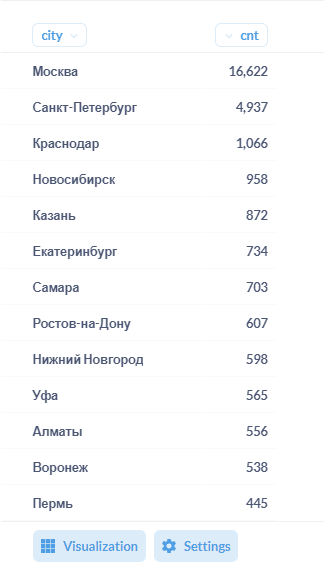 city cnt
Москва 16,622
Санкт-Петербург 4,937
Краснодар 1,066
Новосибирск 958
Казань 872
Екатеринбург 734
Самара 703
Ростов-на-Дону 607
Нижний Новгород 598
Уфа 565
Алматы 556
Воронеж 538
Пермь 445
Visualization Settings